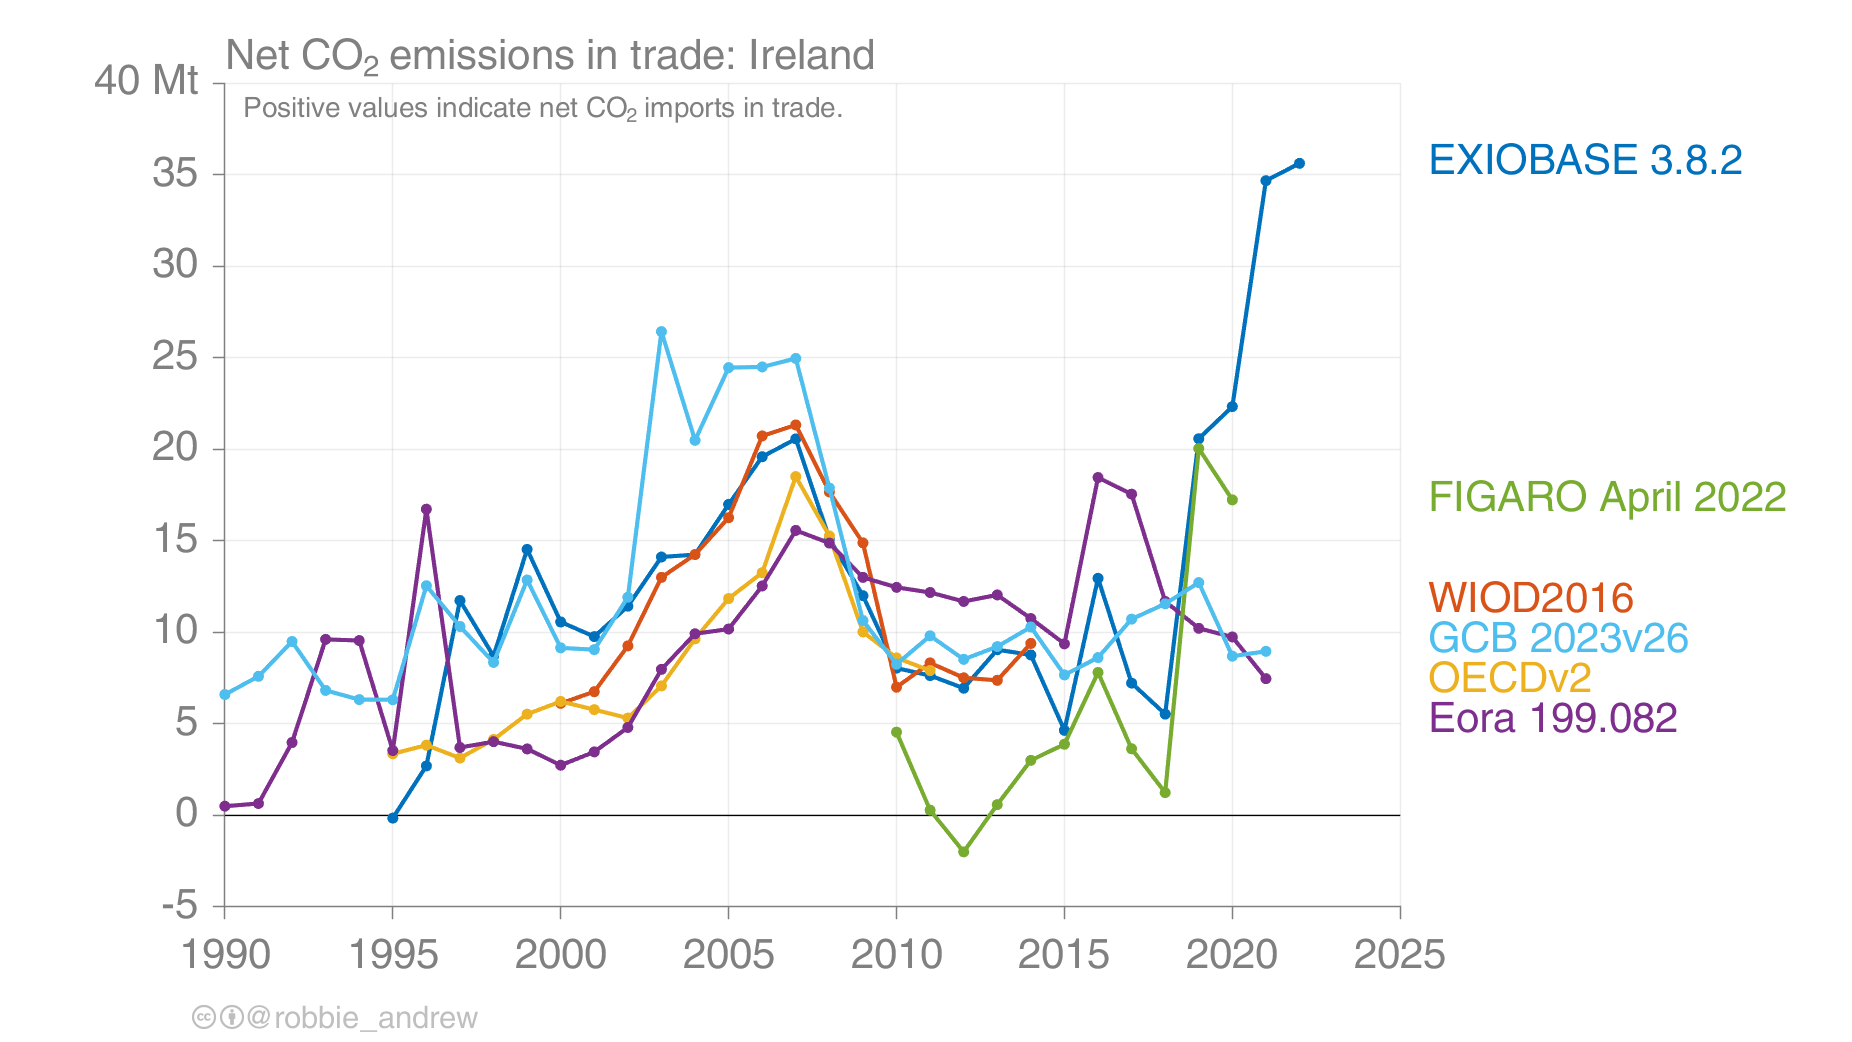 Net CO₂ emissions in trade: Ireland
40 Mt
Positive values indicate net CO₂ imports in trade.
35
30
25
20
15
10
5
0
-5
1990 1995 2000 2005 2010 2015 2020 2025
EXIOBASE 3.8.2
FIGARO April 2022
WIOD2016
GCB 2023v26
OECDv2
Eora 199.082
cc @robbie_andrew